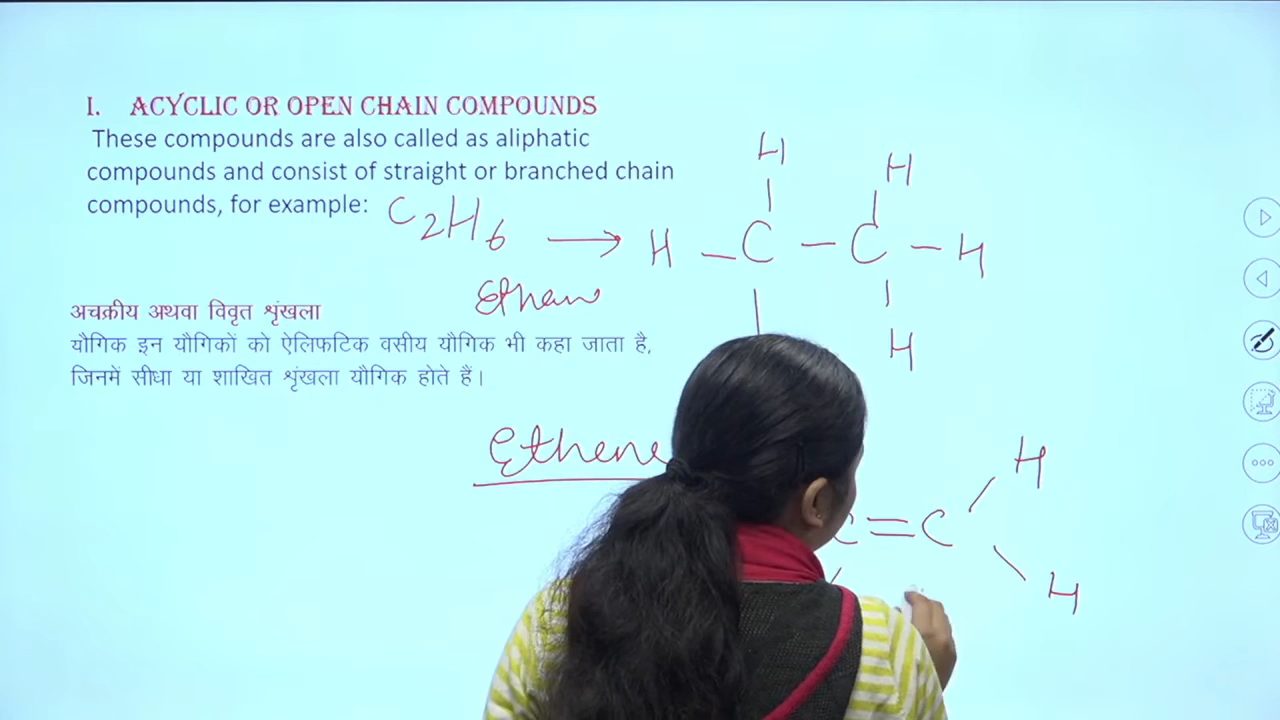 I. ACYCLIC OR OPEN CHAIN COMPOUNDS
These compounds are also called as aliphatic
compounds and consist of straight or branched chain
compounds, for example:
C2H6 → H – C – C – H
H H
H
Ethane
अचक्रीय अथवा विवृत श्रृंखला
यौगिक इन यौगिकों को ऐलिफटिक वसीय यौगिक भी कहा जाता है,
जिनमें सीधा या शाखित श्रृंखला यौगिक होते हैं।
Ethene
H
C = C
H